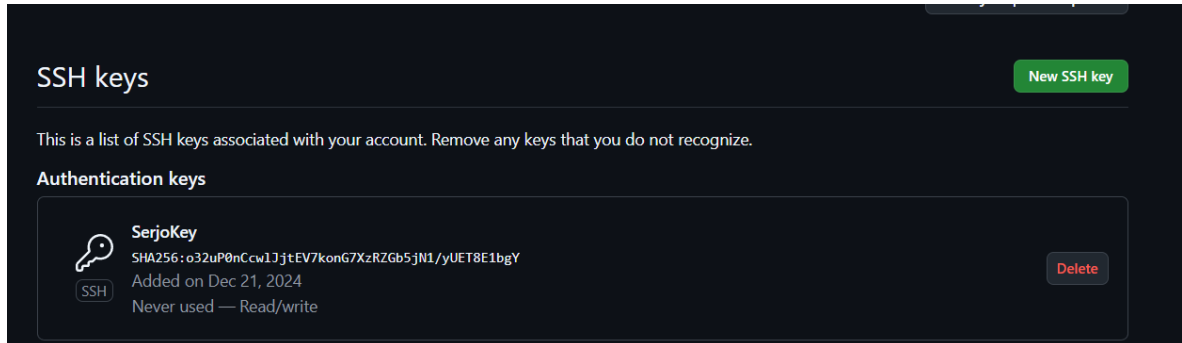 SSH keys
New SSH key
This is a list of SSH keys associated with your account. Remove any keys that you do not recognize.
Authentication keys
SerjoKey
SHA256:o32uP0nCcwlJjtEV7konG7XzRZGb5jN1/yUET8E1bgY
Added on Dec 21, 2024
Never used — Read/write
SSH
Delete